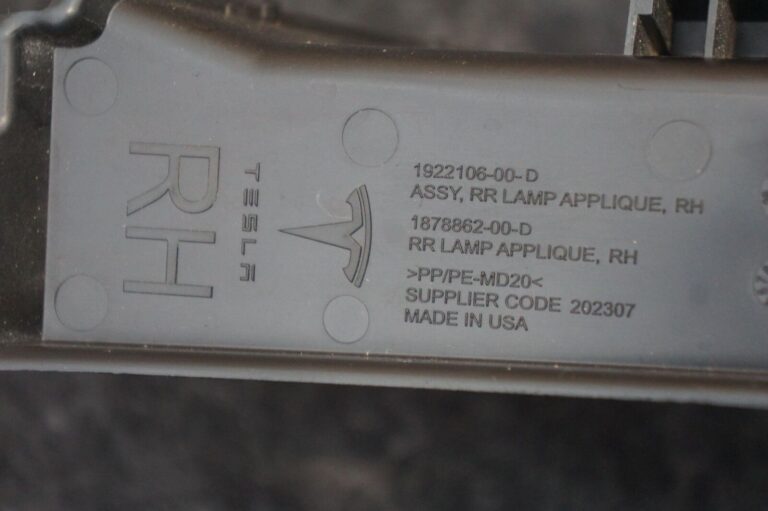 RH
TESLA
1922106-00-D
ASSY, RR LAMP APPLIQUE, RH
1878862-00-D
RR LAMP APPLIQUE, RH
>PP/PE-MD20<
SUPPLIER CODE 202307
MADE IN USA